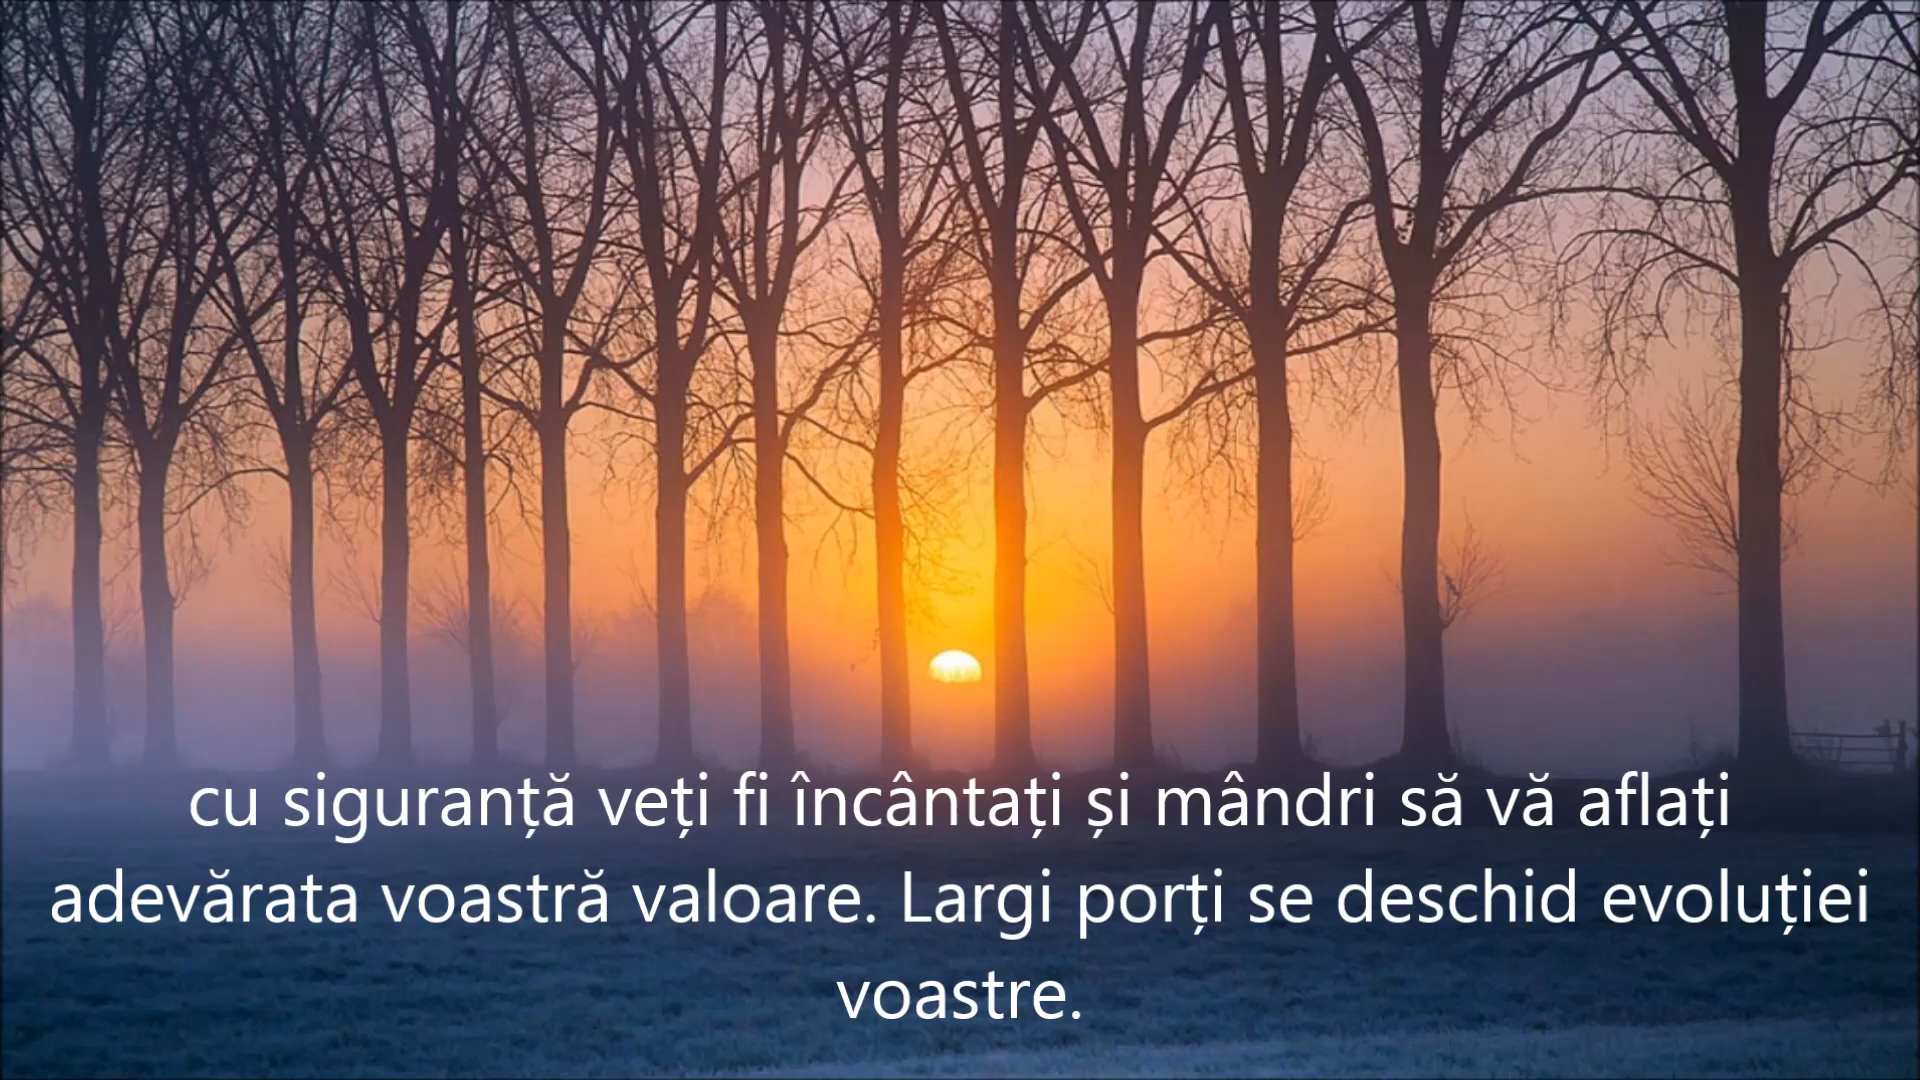 cu siguranță veți fi încântați și mândri să vă aflați
adevărata voastră valoare. Largi porți se deschid evoluției
voastre.